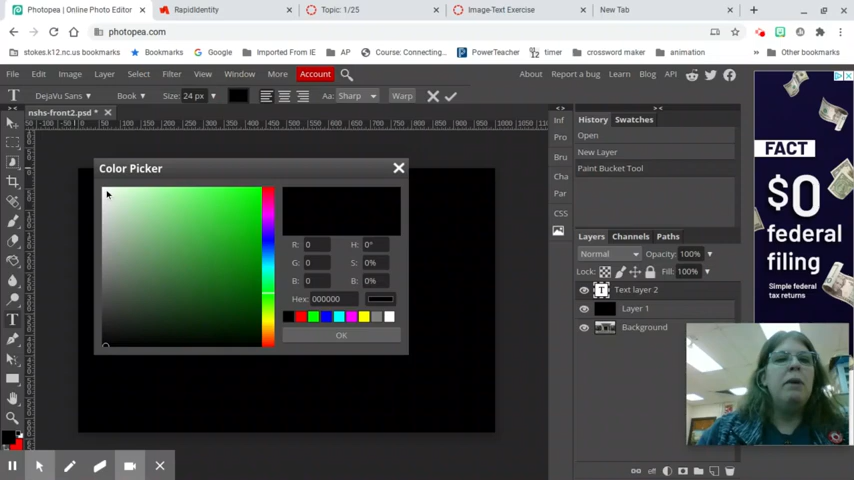 Photopea | Online Photo Editor
RapidIdentity
Topic: 1/25
Image-Text Exercise
New Tab
photopea.com
stokes.k12.nc.us bookmarks
Bookmarks
Google
Imported From IE
AP
Course: Connecting...
PowerTeacher
timer
crossword maker
animation
Other bookmarks
File Edit Image Layer Select Filter View Window More Account
About Report a bug Learn Blog API
DejaVu Sans Book Size: 24 px Aa: Sharp Warp
nshs-front2.psd *
Color Picker
R: 0 H: 0°
G: 0 S: 0%
B: 0 B: 0%
Hex: 000000
OK
Inf
Pro
Bru
Cha
Par
CSS
History Swatches
Open
New Layer
Paint Bucket Tool
Layers Channels Paths
Normal Opacity: 100%
Lock: Fill: 100%
T Text layer 2
Layer 1
Background
FACT
$0
federal
filing
Simple federal
tax returns